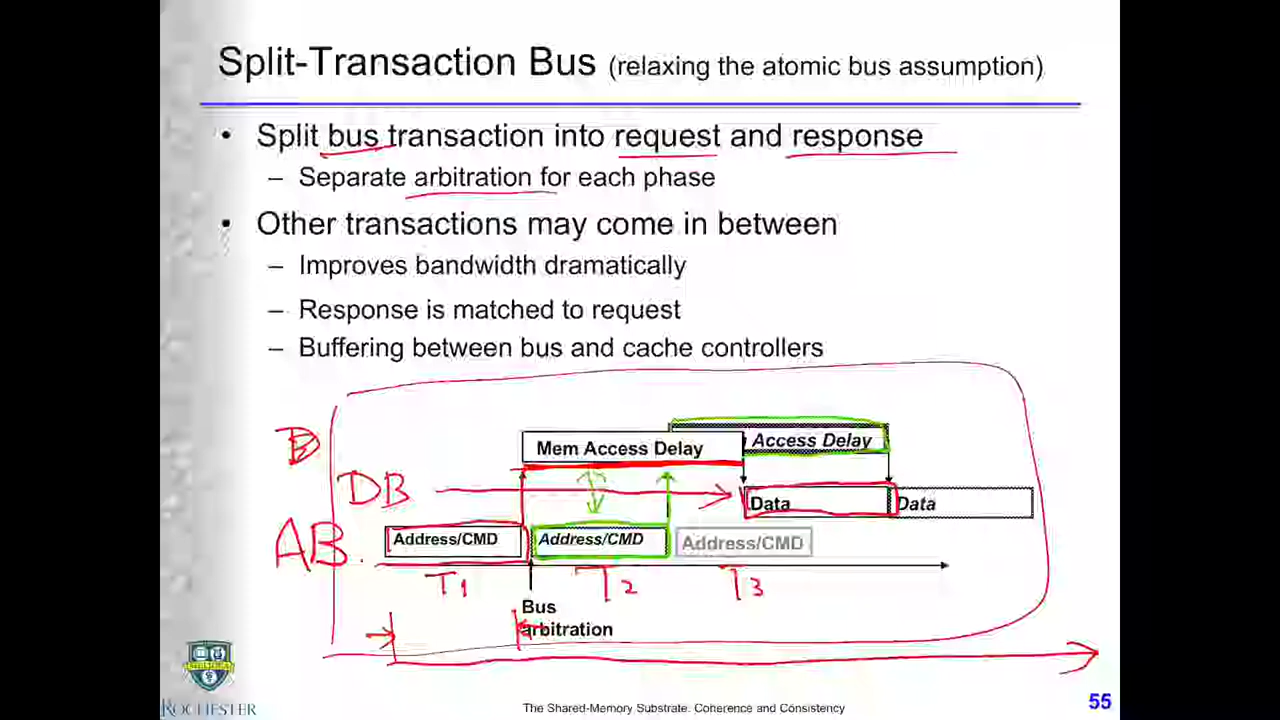 Split-Transaction Bus (relaxing the atomic bus assumption)
• Split bus transaction into request and response
– Separate arbitration for each phase
• Other transactions may come in between
– Improves bandwidth dramatically
– Response is matched to request
– Buffering between bus and cache controllers
D
Mem Access Delay
Access Delay
DB
Data
Data
AB
Address/CMD
Address/CMD
Address/CMD
T1
T2
T3
Bus
arbitration
ROCHESTER
The Shared-Memory Substrate. Coherence and Consistency
55